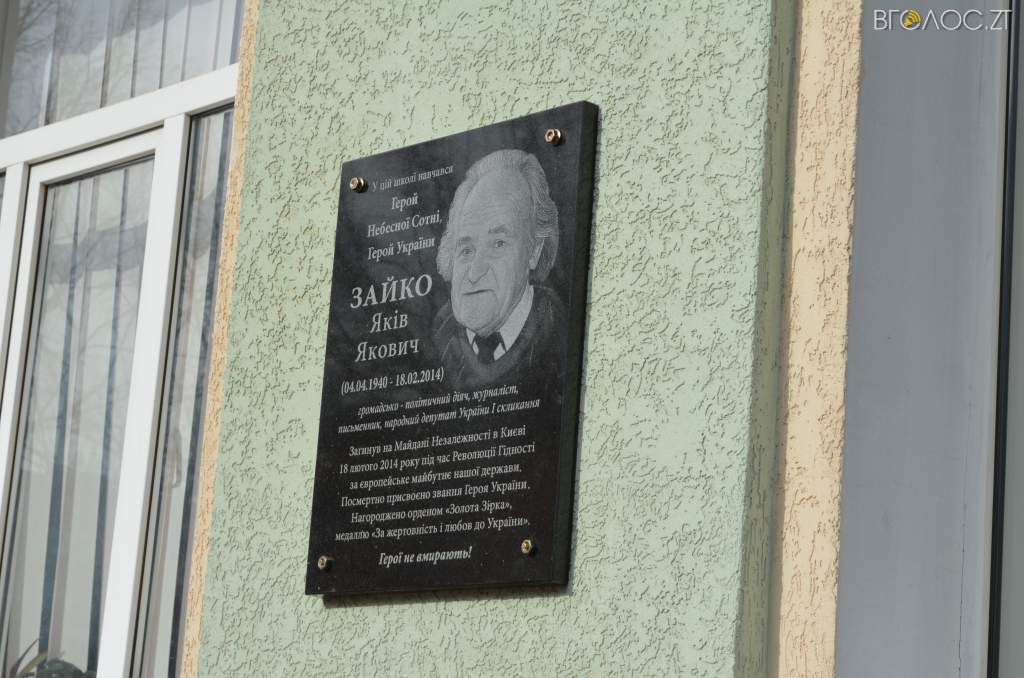 ВГОЛОС.ZT
У цій школі навчався
Герой
Небесної Сотні,
Герой України
ЗАЙКО
Яків
Якович
(04.04.1940 - 18.02.2014)
громадсько - політичний діяч, журналіст,
письменник, народний депутат України І скликання
Загинув на Майдані Незалежності в Києві
18 лютого 2014 року під час Революції Гідності
за європейське майбутнє нашої держави.
Посмертно присвоєно звання Героя України.
Нагороджено орденом «Золота Зірка»,
медаллю «За жертовність і любов до України».
Герої не вмирають!